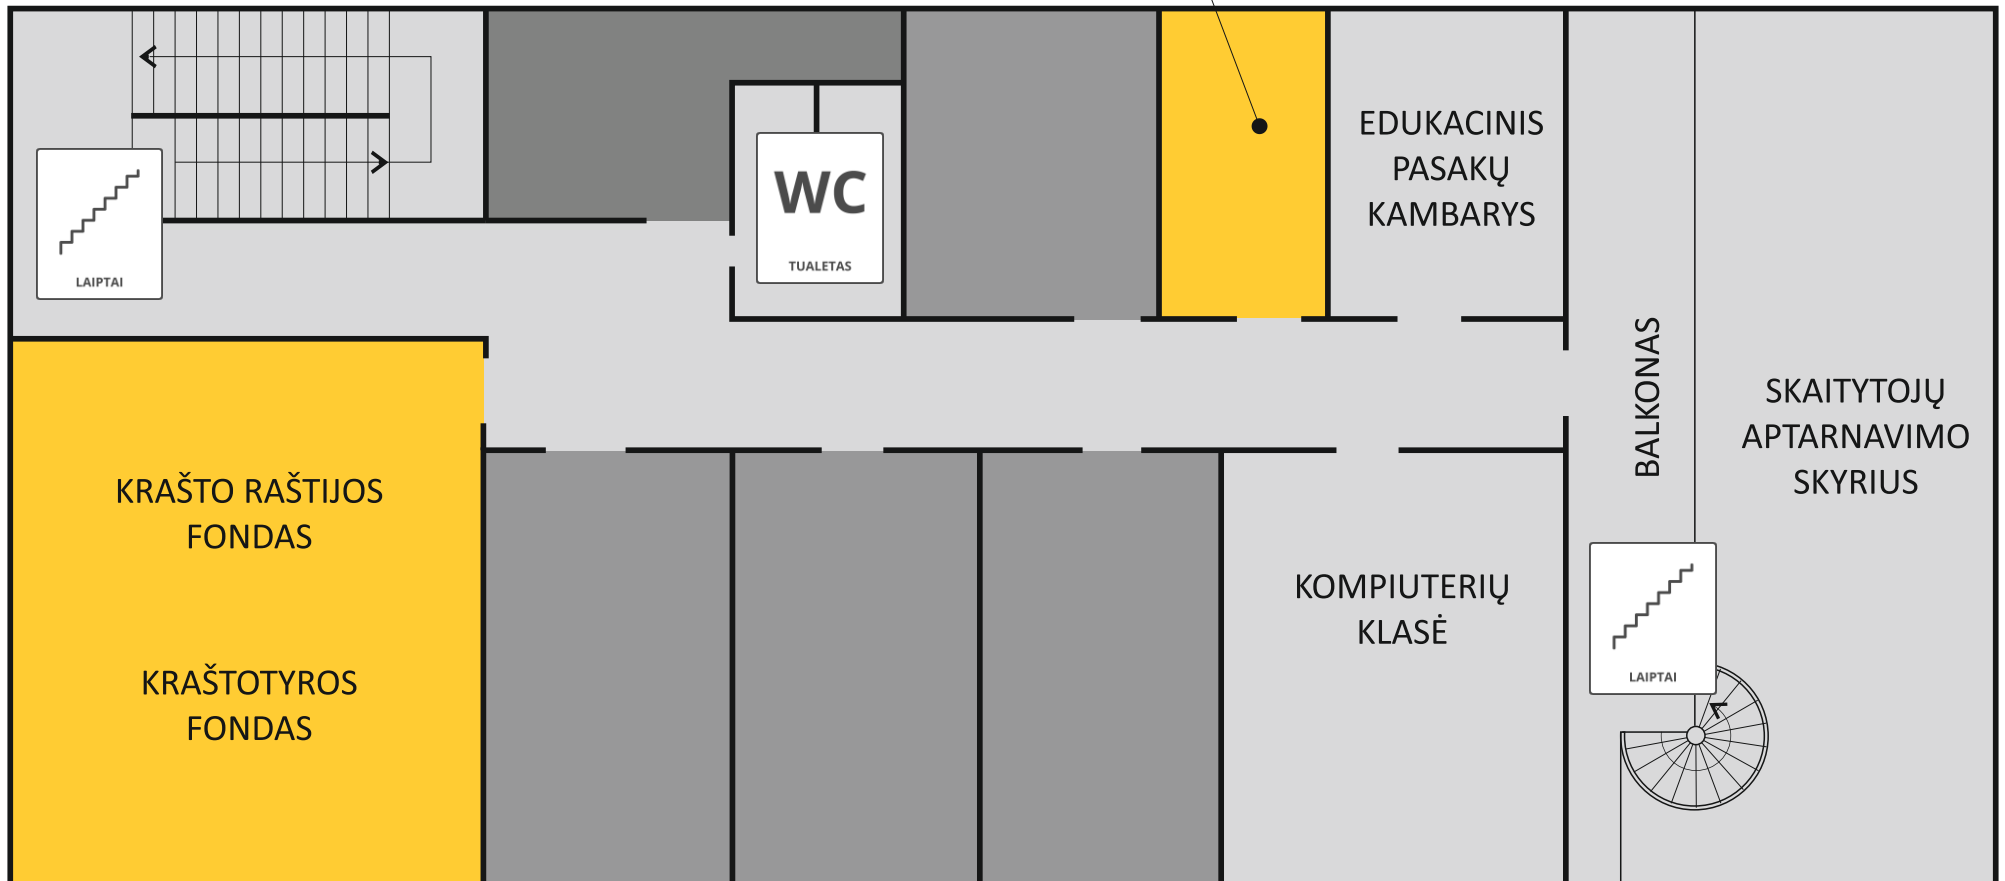 LAIPTAI
WC
TUALETAS
EDUKACINIS
PASAKŲ
KAMBARYS
BALKONAS
SKAITYTOJŲ
APTARNAVIMO
SKYRIUS
KRAŠTO RAŠTIJOS
FONDAS
KRAŠTOTYROS
FONDAS
KOMPIUTERIŲ
KLASĖ
LAIPTAI